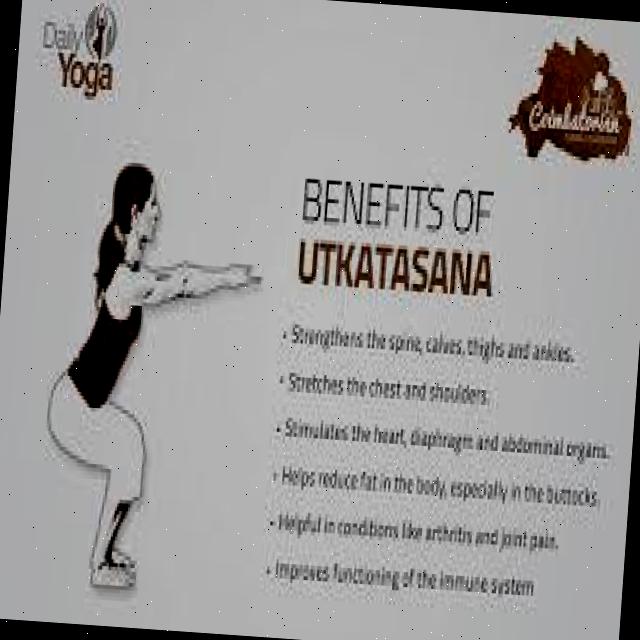 Daily
Yoga
Coimbatorian
BENEFITS OF
UTKATASANA
• Strengthens the spine, calves, thighs and ankles.
• Stretches the chest and shoulders.
• Stimulates the heart, diaphragm and abdominal organs.
• Helps reduce fat in the body, especially in the buttocks.
• Helpful in conditions like arthritis and joint pain.
• Improves functioning of the immune system